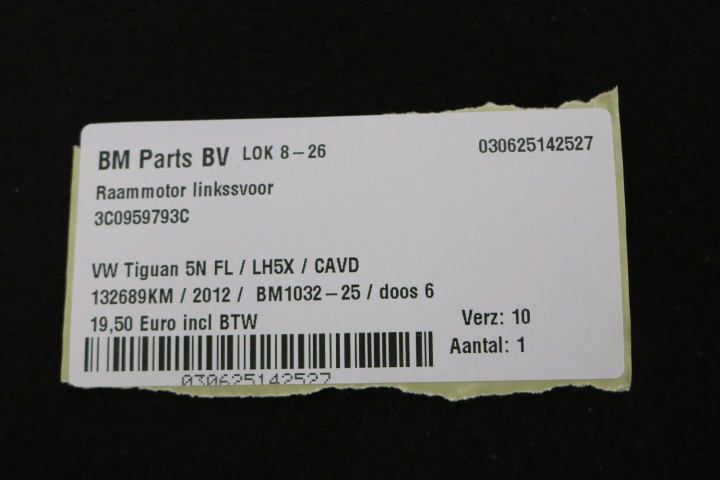 BM Parts BV LOK 8-26 030625142527
Raammotor linkssvoor
3C0959793C
VW Tiguan 5N FL / LH5X / CAVD
132689KM / 2012 / BM1032-25 / doos 6
19,50 Euro incl BTW Verz: 10
Aantal: 1
030625142527